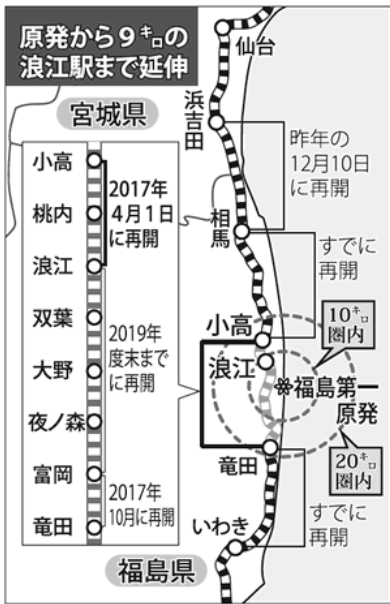 原発から9㌔の
浪江駅まで延伸
仙台
宮城県
浜吉田
昨年の
12月10日
に再開
相馬
すでに
再開
小高
桃内
浪江
双葉
大野
夜ノ森
富岡
竜田
2017年
4月1日
に再開
2019年
度末まで
に再開
2017年
10月に再開
小高
浪江
10㌔
圏内
福島第一
原発
20㌔
圏内
竜田
すでに
再開
いわき
福島県